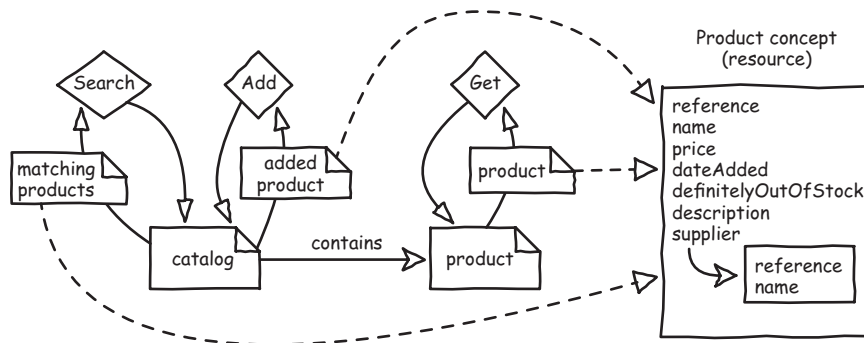 Product concept
(resource)
Search
Add
Get
matching
products
added
product
product
catalog
contains
product
reference
name
price
dateAdded
definitelyOutOfStock
description
supplier
reference
name